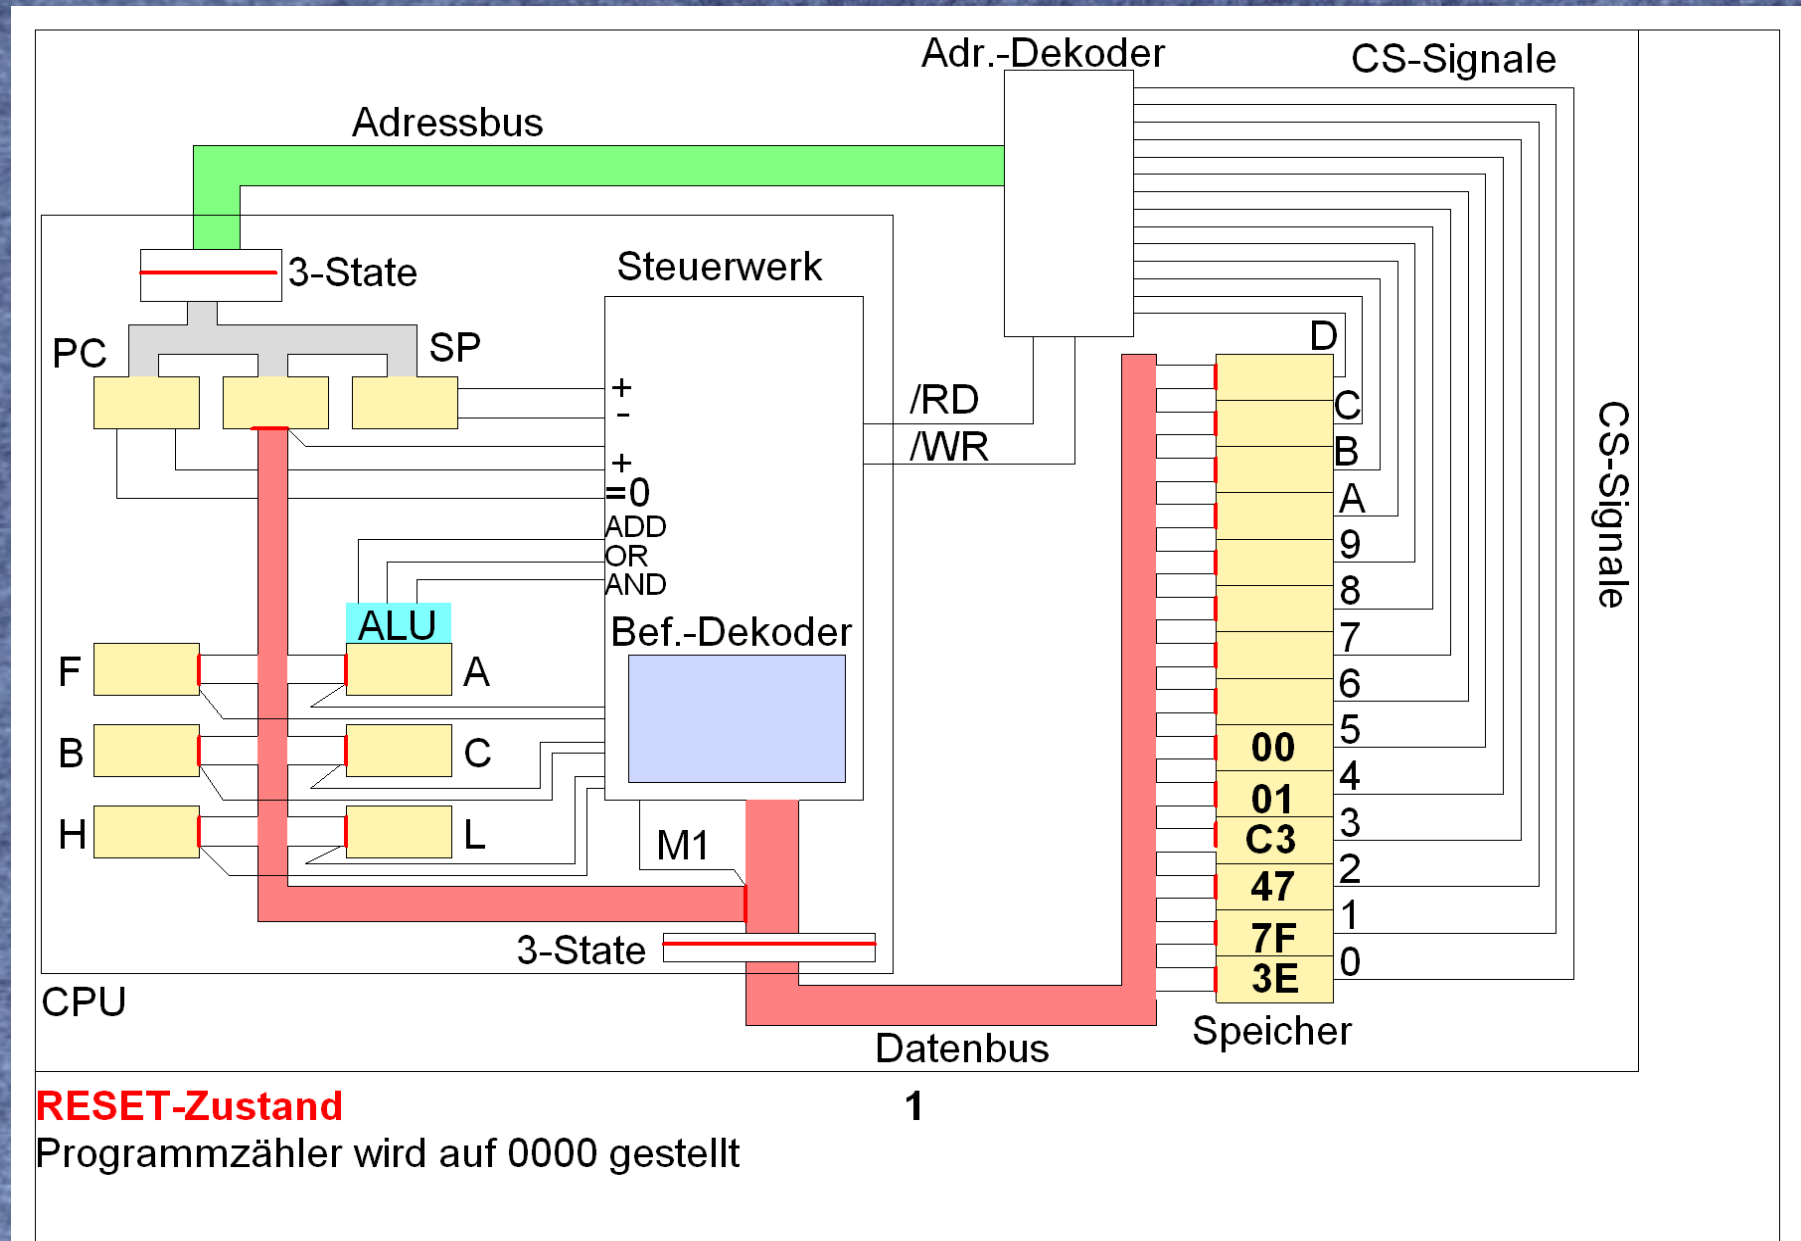 Adr.-Dekoder
CS-Signale
Adressbus
3-State
Steuerwerk
PC
SP
+
-
+
=0
ADD
OR
AND
/RD
/WR
ALU
Bef.-Dekoder
F
A
B
C
H
L
M1
3-State
CPU
Datenbus
D
C
B
A
9
8
7
6
5
00
4
01
3
C3
2
47
1
7F
0
3E
Speicher
CS-Signale
RESET-Zustand
1
Programmzähler wird auf 0000 gestellt